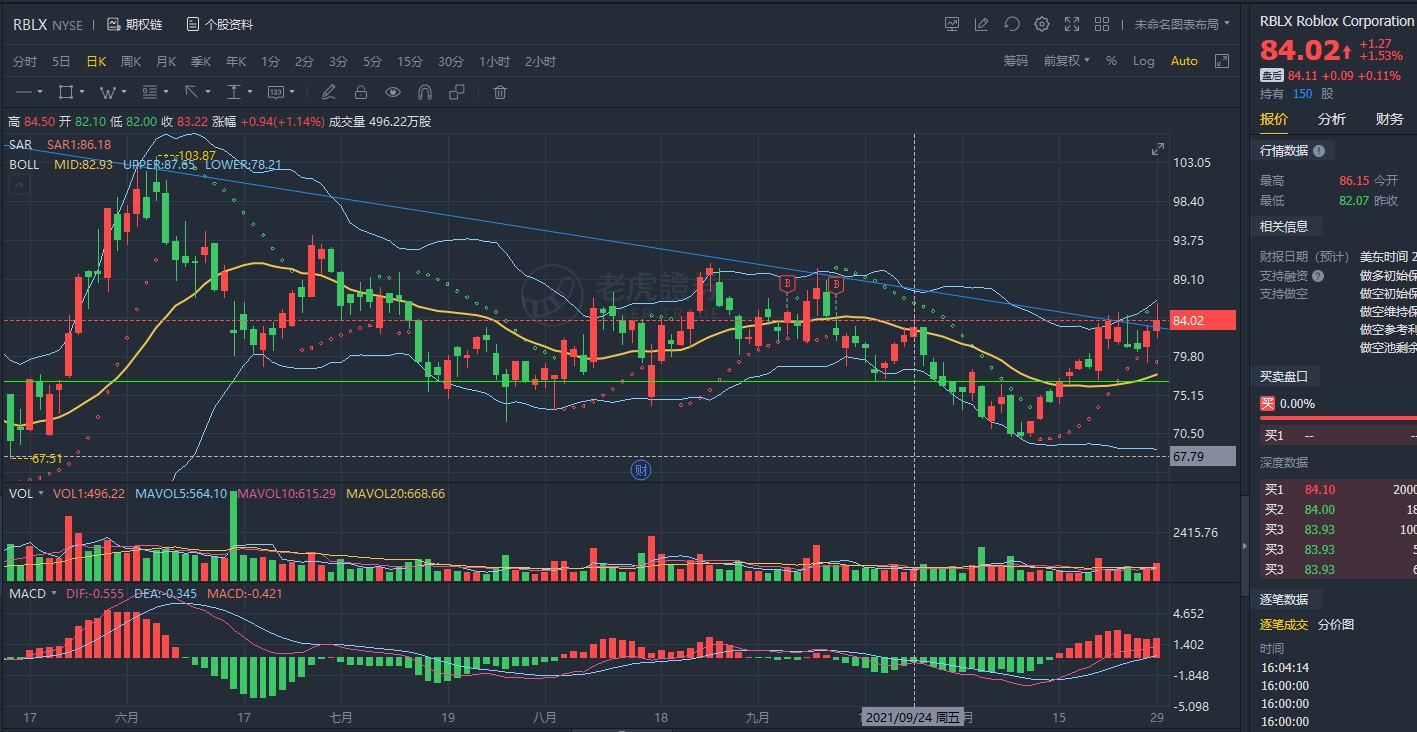 RBLX NYSE | 期权链 个股资料
未命名图表布局
分时 5日 日K 周K 月K 季K 年K 1分 2分 3分 5分 15分 30分 1小时 2小时
筹码 前复权 % Log Auto
高 84.50 开 82.10 低 82.00 收 83.22 涨幅 +0.94(+1.14%) 成交量 496.22万股
SAR SAR1:86.18
BOLL MID:82.93 UPPER:87.65 LOWER:78.21
103.87
67.51
老虎證券
B
B
财
103.05
98.40
93.75
89.10
84.02
79.80
75.15
70.50
67.79
VOL VOL1:496.22 MAVOL5:564.10 MAVOL10:615.29 MAVOL20:668.66
2415.76
MACD DIF:-0.555 DEA:-0.345 MACD:-0.421
4.652
1.402
-1.848
-5.098
17 六月 17 七月 19 八月 18 九月 2021/09/24 周五 月 15 29
RBLX Roblox Corporation
84.02 +1.27
+1.53%
盘后 84.11 +0.09 +0.11%
持有 150 股
报价 分析 财务
行情数据
最高 86.15 今开
最低 82.07 昨收
相关信息
财报日期（预计） 美东时间 2
支持融资 做多初始保
支持做空 做空初始保
做空维持保
做空参考利
做空池剩余
买卖盘口
买 0.00%
买1 -- --
深度数据
买1 84.10 2000
买2 84.00 18
买3 83.93 100
买3 83.93 5
买3 83.93 6
逐笔数据
逐笔成交 分价图
时间
16:04:14
16:00:00
16:00:00
16:00:00